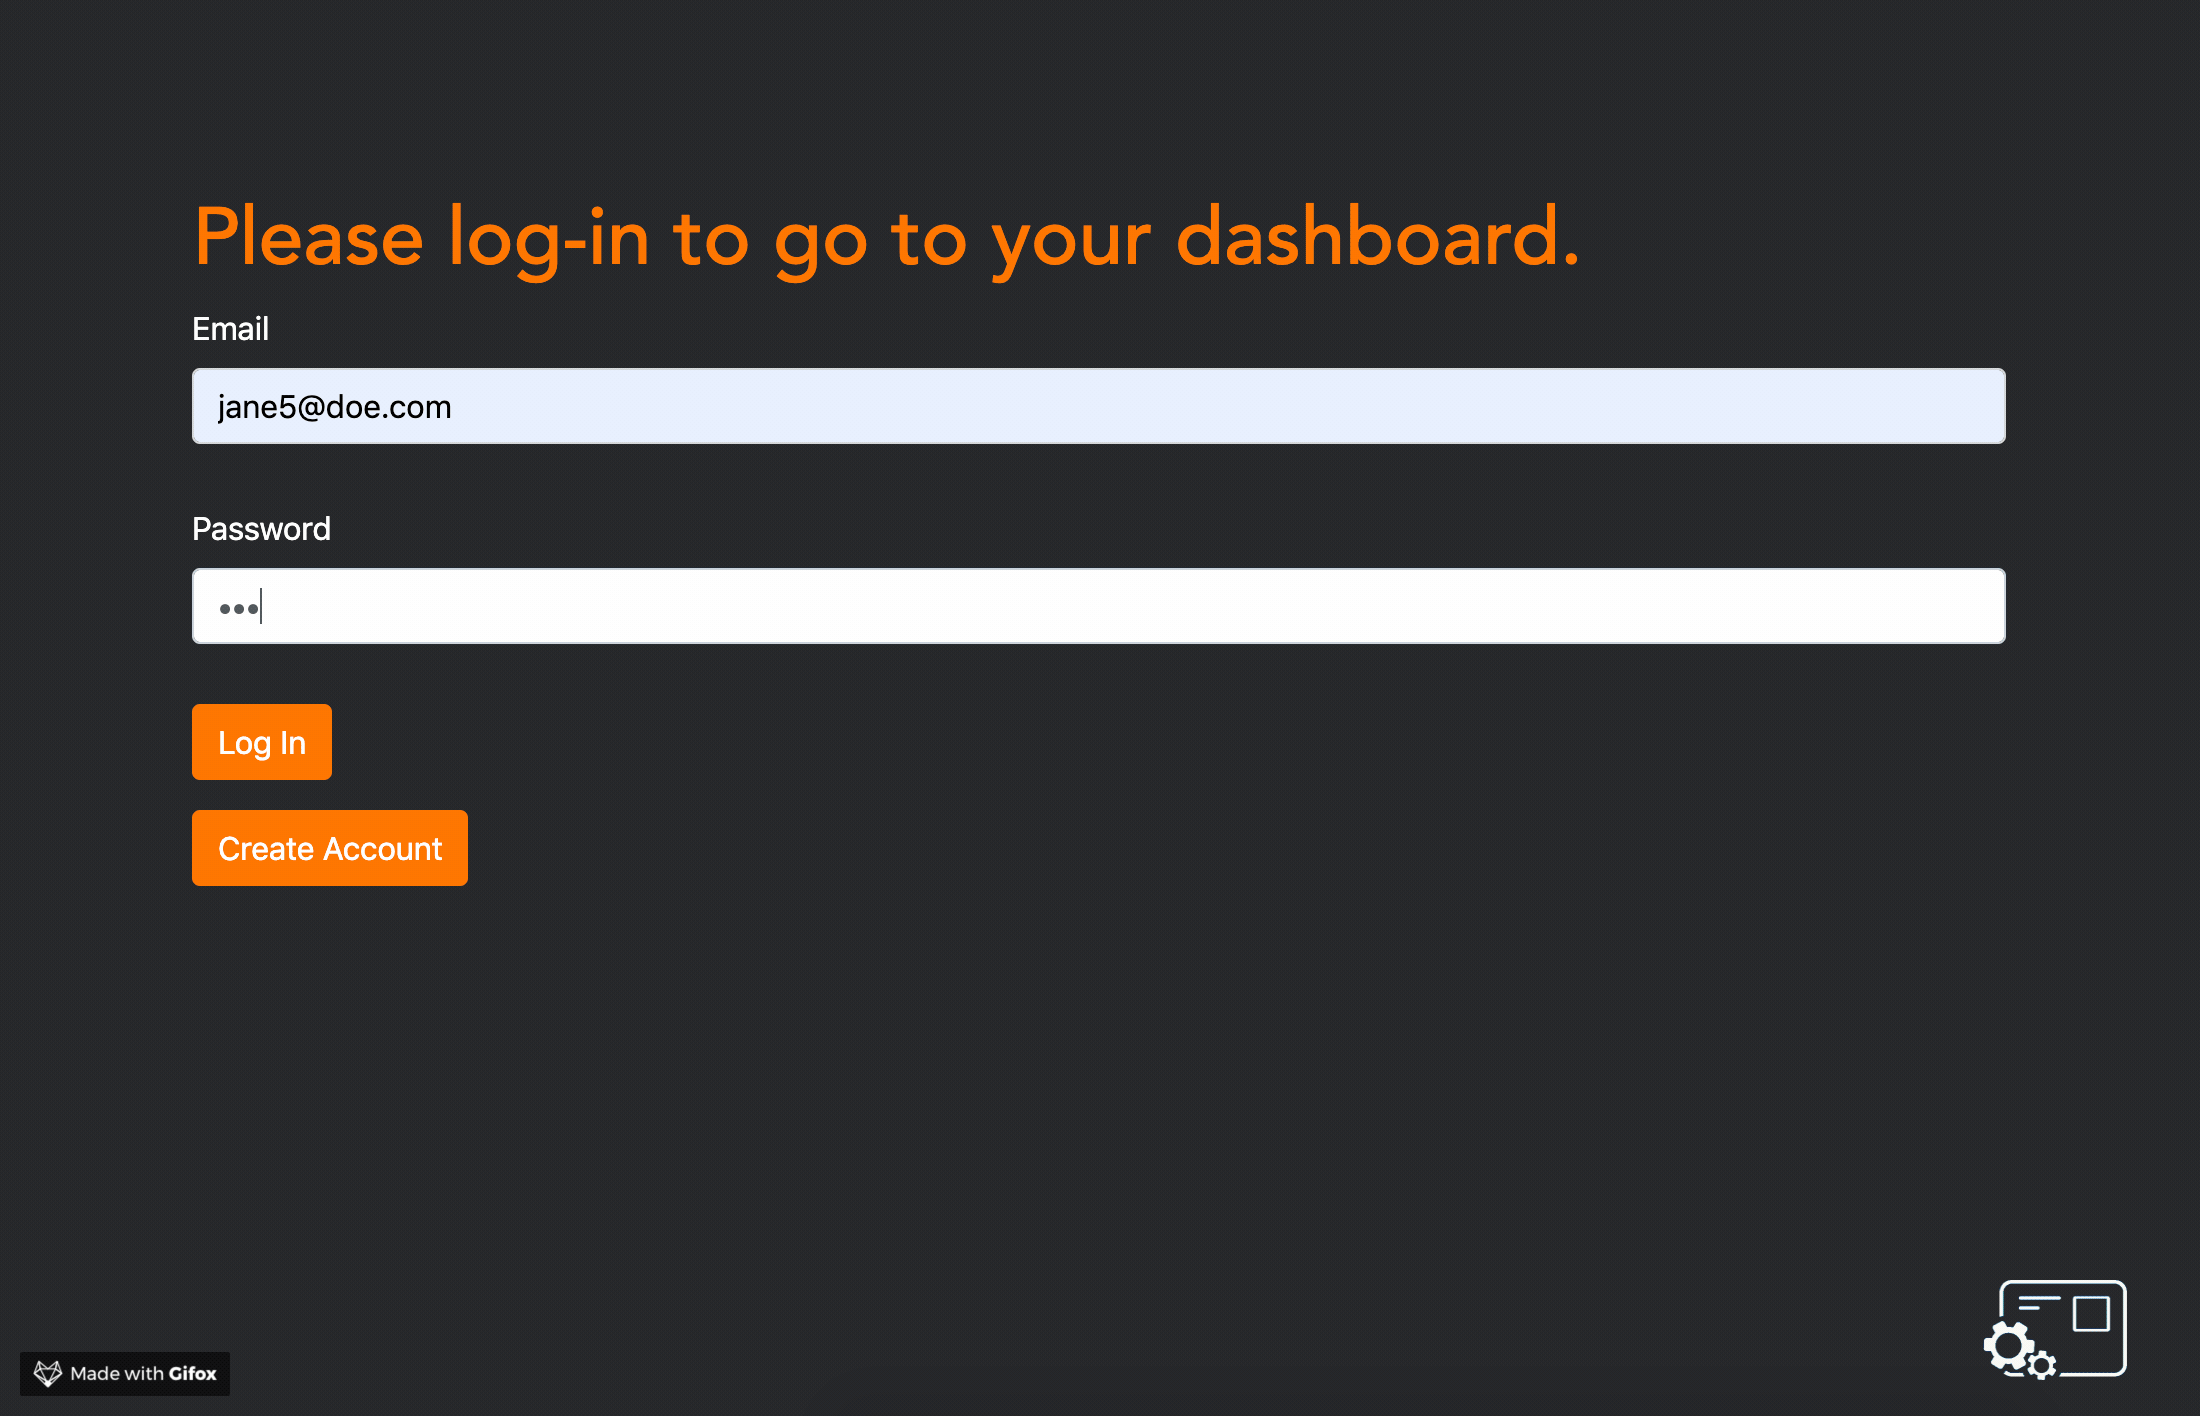 Please log-in to go to your dashboard.
Email
jane5@doe.com
Password
•••
Log In
Create Account
Made with Gifox